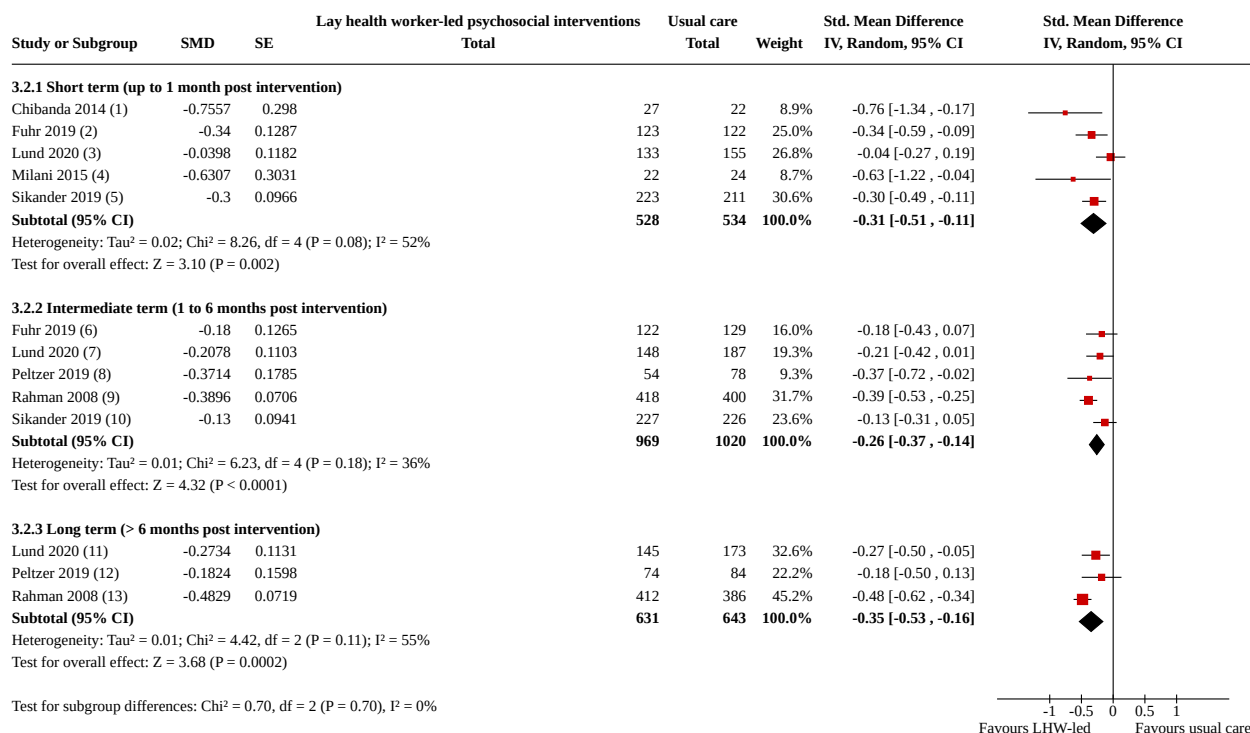 Lay health worker-led psychosocial interventions Usual care Std. Mean Difference Std. Mean Difference
Study or Subgroup SMD SE Total Total Weight IV, Random, 95% CI IV, Random, 95% CI
3.2.1 Short term (up to 1 month post intervention)
Chibanda 2014 (1) -0.7557 0.298 27 22 8.9% -0.76 [-1.34 , -0.17]
Fuhr 2019 (2) -0.34 0.1287 123 122 25.0% -0.34 [-0.59 , -0.09]
Lund 2020 (3) -0.0398 0.1182 133 155 26.8% -0.04 [-0.27 , 0.19]
Milani 2015 (4) -0.6307 0.3031 22 24 8.7% -0.63 [-1.22 , -0.04]
Sikander 2019 (5) -0.3 0.0966 223 211 30.6% -0.30 [-0.49 , -0.11]
Subtotal (95% CI) 528 534 100.0% -0.31 [-0.51 , -0.11]
Heterogeneity: Tau² = 0.02; Chi² = 8.26, df = 4 (P = 0.08); I² = 52%
Test for overall effect: Z = 3.10 (P = 0.002)
3.2.2 Intermediate term (1 to 6 months post intervention)
Fuhr 2019 (6) -0.18 0.1265 122 129 16.0% -0.18 [-0.43 , 0.07]
Lund 2020 (7) -0.2078 0.1103 148 187 19.3% -0.21 [-0.42 , 0.01]
Peltzer 2019 (8) -0.3714 0.1785 54 78 9.3% -0.37 [-0.72 , -0.02]
Rahman 2008 (9) -0.3896 0.0706 418 400 31.7% -0.39 [-0.53 , -0.25]
Sikander 2019 (10) -0.13 0.0941 227 226 23.6% -0.13 [-0.31 , 0.05]
Subtotal (95% CI) 969 1020 100.0% -0.26 [-0.37 , -0.14]
Heterogeneity: Tau² = 0.01; Chi² = 6.23, df = 4 (P = 0.18); I² = 36%
Test for overall effect: Z = 4.32 (P < 0.0001)
3.2.3 Long term (> 6 months post intervention)
Lund 2020 (11) -0.2734 0.1131 145 173 32.6% -0.27 [-0.50 , -0.05]
Peltzer 2019 (12) -0.1824 0.1598 74 84 22.2% -0.18 [-0.50 , 0.13]
Rahman 2008 (13) -0.4829 0.0719 412 386 45.2% -0.48 [-0.62 , -0.34]
Subtotal (95% CI) 631 643 100.0% -0.35 [-0.53 , -0.16]
Heterogeneity: Tau² = 0.01; Chi² = 4.42, df = 2 (P = 0.11); I² = 55%
Test for overall effect: Z = 3.68 (P = 0.0002)
Test for subgroup differences: Chi² = 0.70, df = 2 (P = 0.70), I² = 0%
-1 -0.5 0 0.5 1
Favours LHW-led Favours usual care